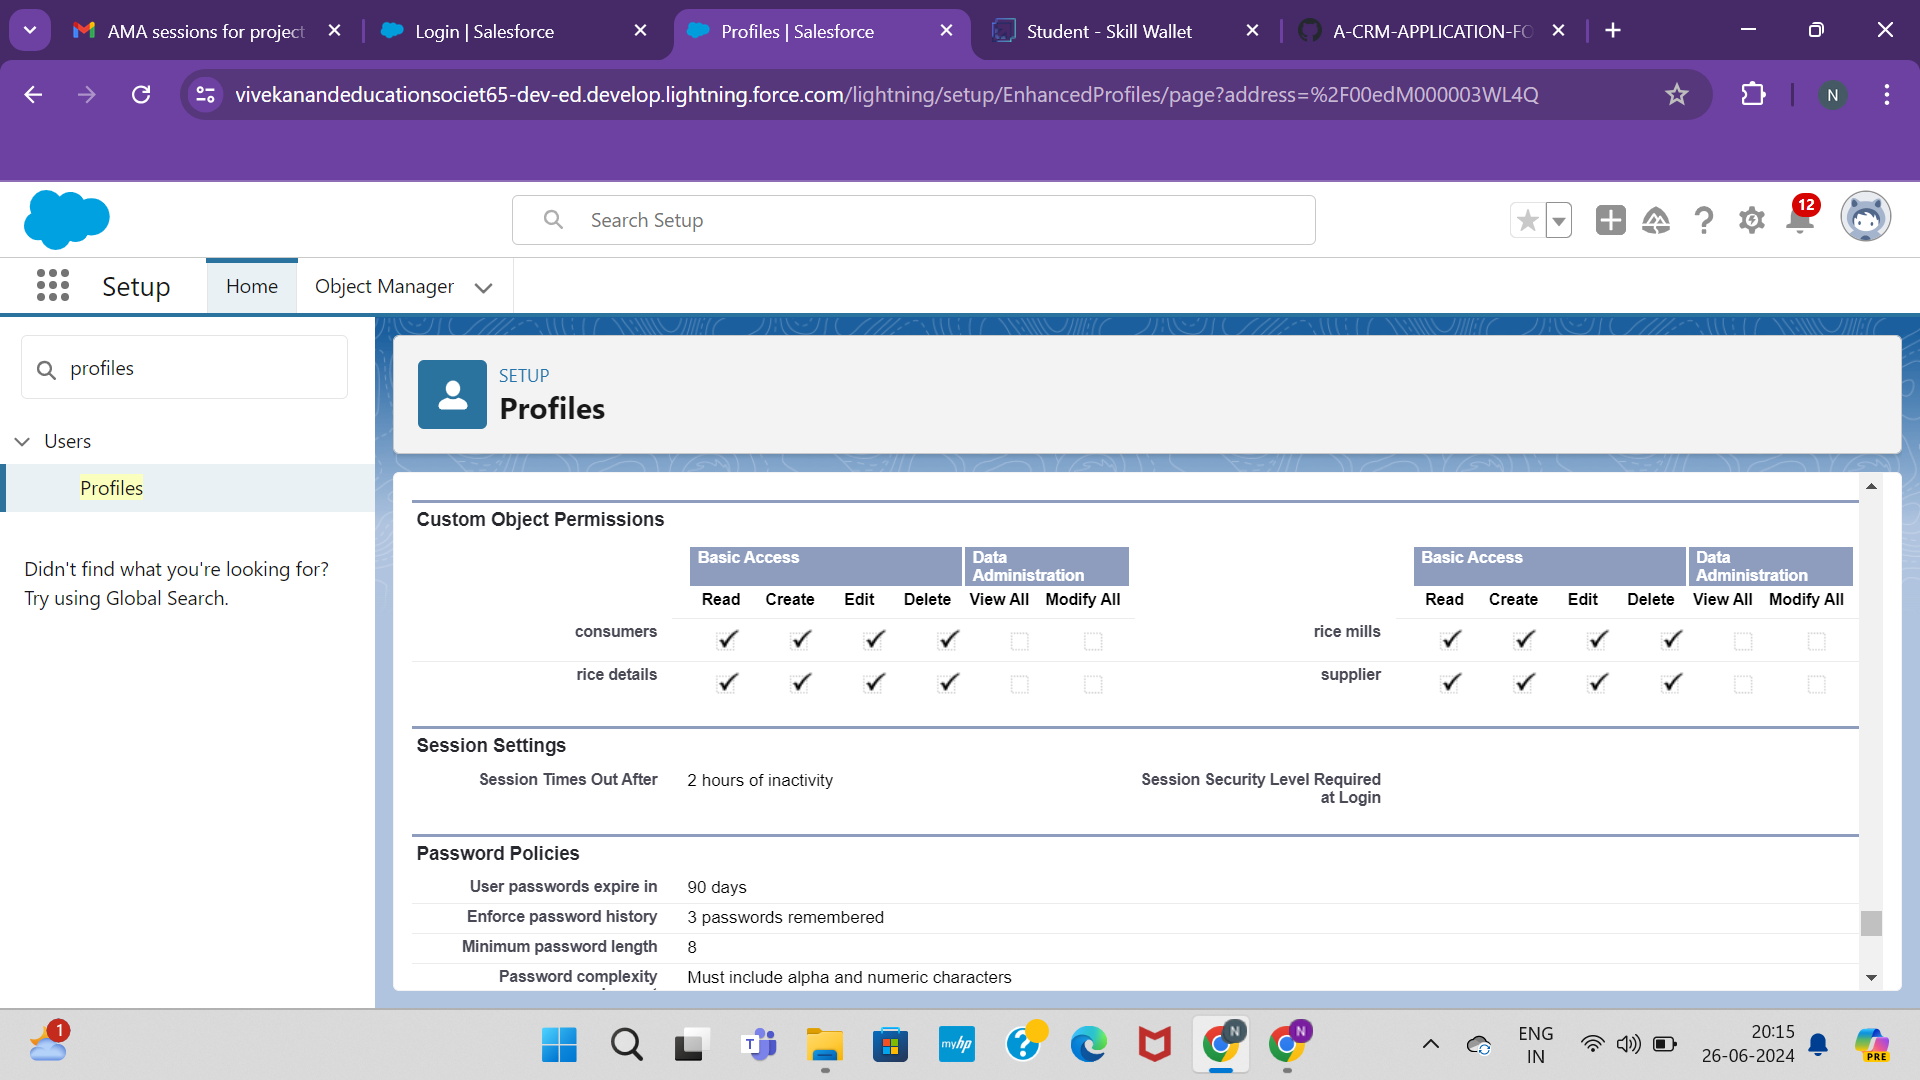 AMA sessions for project
Login | Salesforce
Profiles | Salesforce
Student - Skill Wallet
A-CRM-APPLICATION-FO
vivekanandeducationsociet65-dev-ed.develop.lightning.force.com/lightning/setup/EnhancedProfiles/page?address=%2F00edM000003WL4Q
N
Search Setup
12
Setup
Home
Object Manager
profiles
Users
Profiles
Didn't find what you're looking for?
Try using Global Search.
SETUP
Profiles
Custom Object Permissions
Basic Access Data Administration Basic Access Data Administration
Read Create Edit Delete View All Modify All Read Create Edit Delete View All Modify All
consumers rice mills
rice details supplier
Session Settings
Session Times Out After 2 hours of inactivity Session Security Level Required at Login
Password Policies
User passwords expire in 90 days
Enforce password history 3 passwords remembered
Minimum password length 8
Password complexity Must include alpha and numeric characters
1
T
myhp
?
N
N
ENG
IN
20:15
26-06-2024
PRE